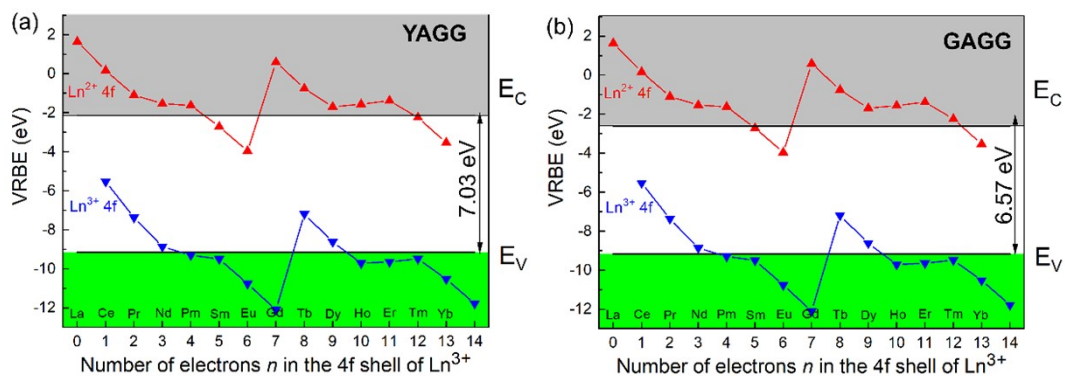 (a)
YAGG
VRBE (eV)
2
0
-2
-4
-6
-8
-10
-12
Ln²⁺ 4f
Ln³⁺ 4f
E_C
7.03 eV
E_V
La Ce Pr Nd Pm Sm Eu Gd Tb Dy Ho Er Tm Yb
0 1 2 3 4 5 6 7 8 9 10 11 12 13 14
Number of electrons n in the 4f shell of Ln³⁺
(b)
GAGG
VRBE (eV)
2
0
-2
-4
-6
-8
-10
-12
Ln²⁺ 4f
Ln³⁺ 4f
E_C
6.57 eV
E_V
La Ce Pr Nd Pm Sm Eu Gd Tb Dy Ho Er Tm Yb
0 1 2 3 4 5 6 7 8 9 10 11 12 13 14
Number of electrons n in the 4f shell of Ln³⁺